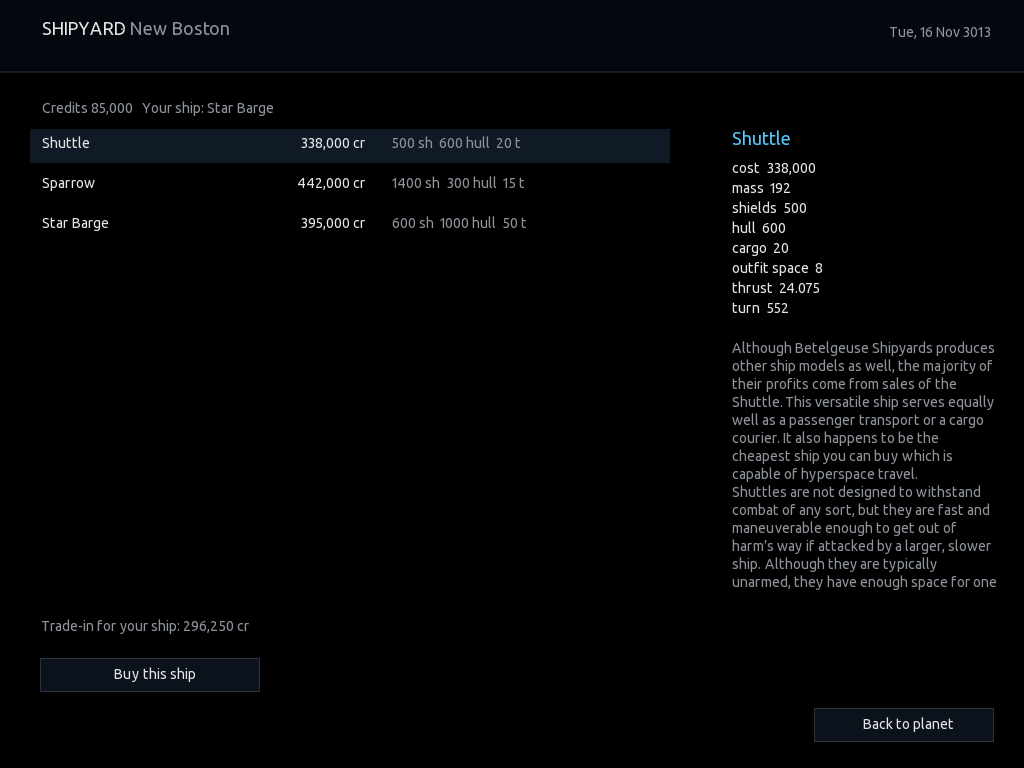 SHIPYARD New Boston
Tue, 16 Nov 3013
Credits 85,000 Your ship: Star Barge
Shuttle 338,000 cr 500 sh 600 hull 20 t
Sparrow 442,000 cr 1400 sh 300 hull 15 t
Star Barge 395,000 cr 600 sh 1000 hull 50 t
Shuttle
cost 338,000
mass 192
shields 500
hull 600
cargo 20
outfit space 8
thrust 24.075
turn 552
Although Betelgeuse Shipyards produces
other ship models as well, the majority of
their profits come from sales of the
Shuttle. This versatile ship serves equally
well as a passenger transport or a cargo
courier. It also happens to be the
cheapest ship you can buy which is
capable of hyperspace travel.
Shuttles are not designed to withstand
combat of any sort, but they are fast and
maneuverable enough to get out of
harm’s way if attacked by a larger, slower
ship. Although they are typically
unarmed, they have enough space for one
Trade-in for your ship: 296,250 cr
Buy this ship
Back to planet